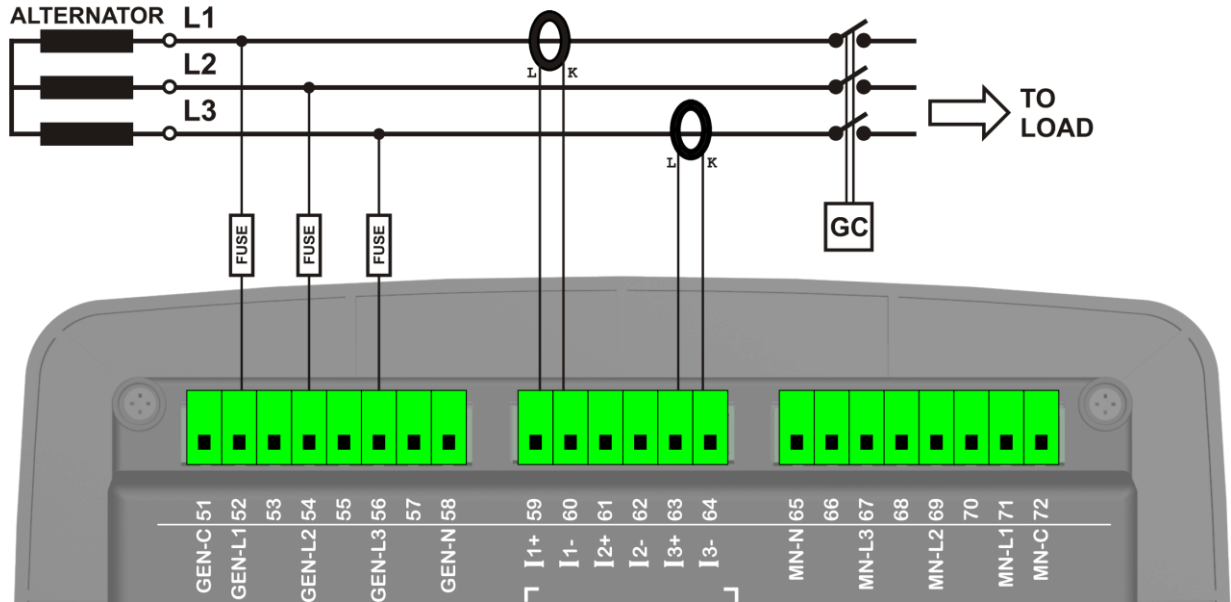 ALTERNATOR L1
L2
L3
L K
L K
TO
LOAD
FUSE
FUSE
FUSE
GC
GEN-C 51
GEN-L1 52
53
GEN-L2 54
55
GEN-L3 56
57
GEN-N 58
I1+ 59
I1- 60
I2+ 61
I2- 62
I3+ 63
I3- 64
MN-N 65
66
MN-L3 67
68
MN-L2 69
70
MN-L1 71
MN-C 72